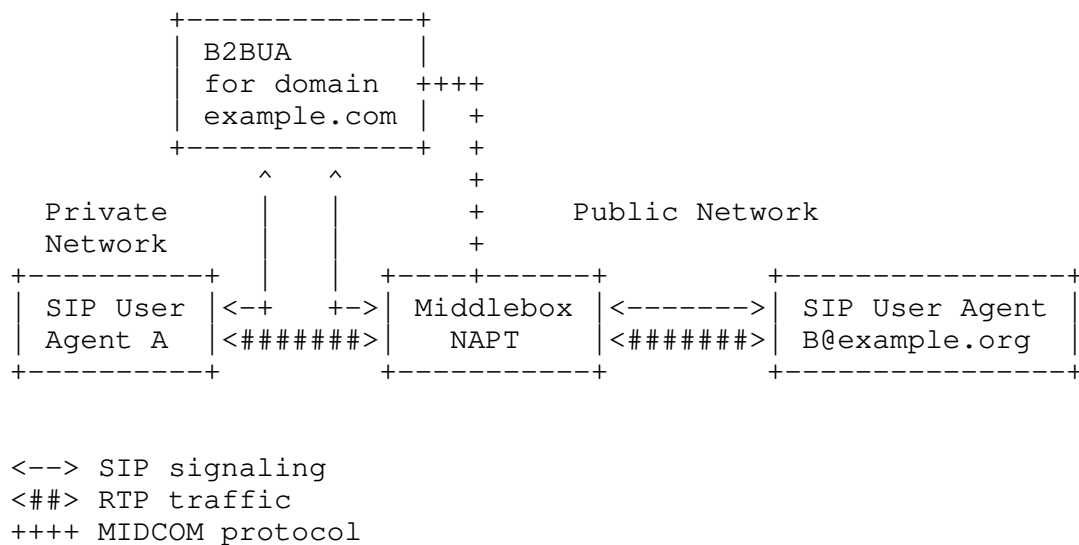 +-------------+
             | B2BUA       |
             | for domain  ++++
             | example.com |  +
             +-------------+  +
                  ^   ^       +
  Private         |   |       +     Public Network
  Network         |   |       +
+----------+      |   |  +----+------+          +----------------+
| SIP User |<-+   +->| Middlebox |<------->| SIP User Agent |
| Agent A  |<#######>|   NAPT    |<#######>| B@example.org  |
+----------+         +-----------+         +----------------+
<--> SIP signaling
<##> RTP traffic
++++ MIDCOM protocol